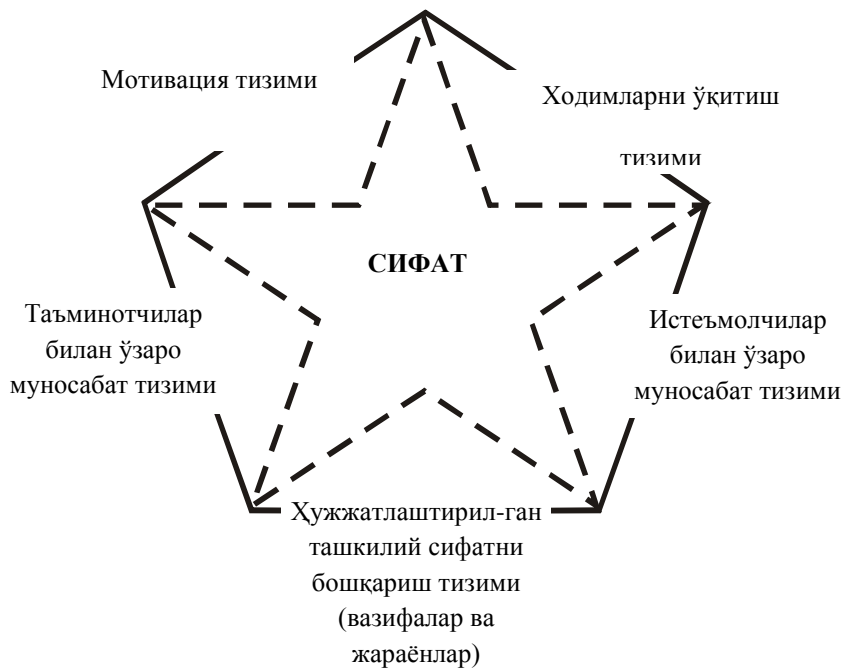 Мотивация тизими
Ходимларни ўқитиш
тизими
СИФАТ
Таъминотчилар
билан ўзаро
муносабат тизими
Истеъмолчилар
билан ўзаро
муносабат тизими
Ҳужжатлаштирил-ган
ташкилий сифатни
бошқариш тизими
(вазифалар ва
жараёнлар)